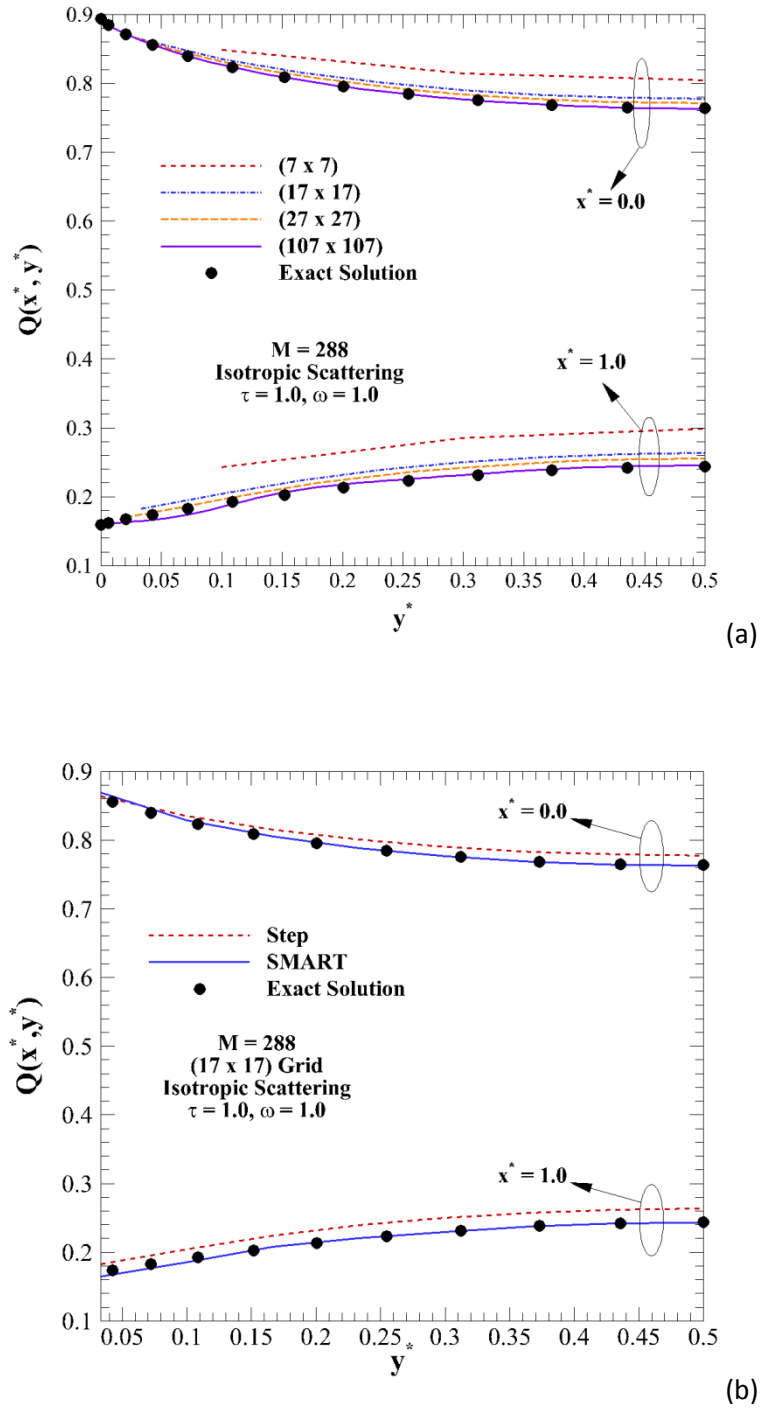 0.9
0.8
0.7
0.6
0.5
0.4
0.3
0.2
0.1
Q(x*, y*)
(7 x 7)
(17 x 17)
(27 x 27)
(107 x 107)
Exact Solution
x* = 0.0
M = 288
Isotropic Scattering
τ = 1.0, ω = 1.0
x* = 1.0
0 0.05 0.1 0.15 0.2 0.25 0.3 0.35 0.4 0.45 0.5
y*
(a)
0.9
0.8
0.7
0.6
0.5
0.4
0.3
0.2
0.1
Q(x*,y*)
x* = 0.0
Step
SMART
Exact Solution
M = 288
(17 x 17) Grid
Isotropic Scattering
τ = 1.0, ω = 1.0
x* = 1.0
0.05 0.1 0.15 0.2 0.25 0.3 0.35 0.4 0.45 0.5
y*
(b)